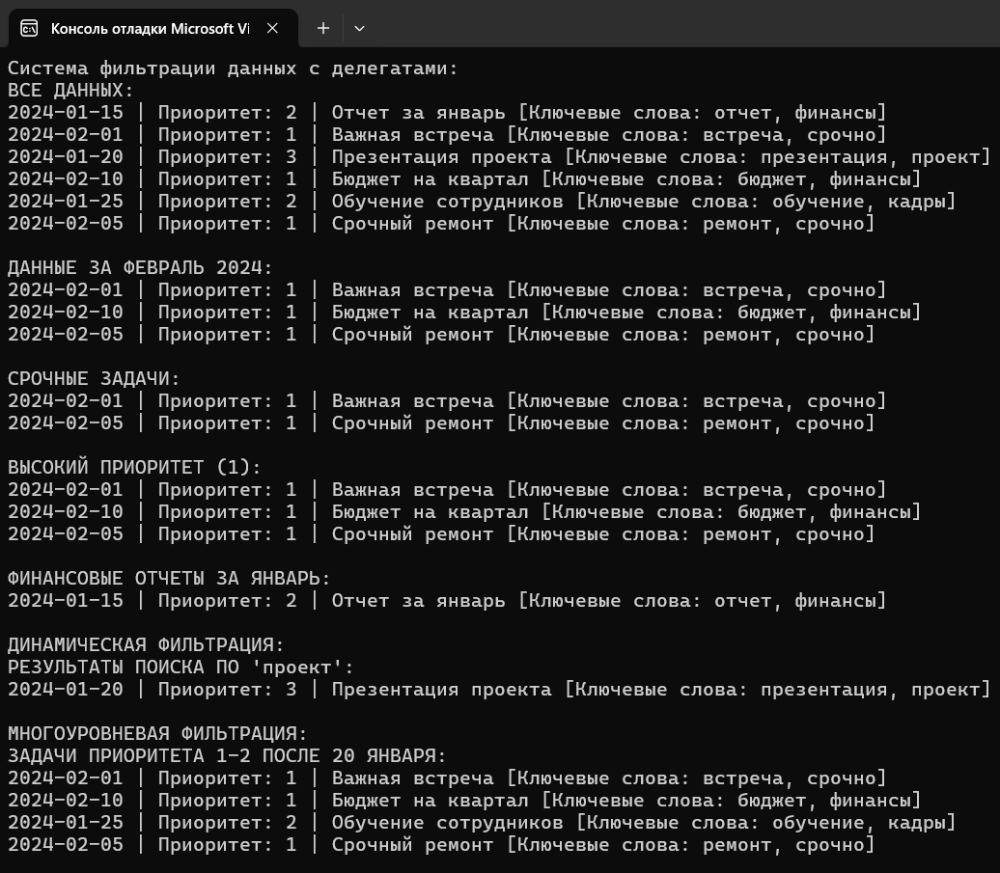 Консоль отладки Microsoft Vi
Система фильтрации данных с делегатами:
ВСЕ ДАННЫХ:
2024-01-15 | Приоритет: 2 | Отчет за январь [Ключевые слова: отчет, финансы]
2024-02-01 | Приоритет: 1 | Важная встреча [Ключевые слова: встреча, срочно]
2024-01-20 | Приоритет: 3 | Презентация проекта [Ключевые слова: презентация, проект]
2024-02-10 | Приоритет: 1 | Бюджет на квартал [Ключевые слова: бюджет, финансы]
2024-01-25 | Приоритет: 2 | Обучение сотрудников [Ключевые слова: обучение, кадры]
2024-02-05 | Приоритет: 1 | Срочный ремонт [Ключевые слова: ремонт, срочно]
ДАННЫЕ ЗА ФЕВРАЛЬ 2024:
2024-02-01 | Приоритет: 1 | Важная встреча [Ключевые слова: встреча, срочно]
2024-02-10 | Приоритет: 1 | Бюджет на квартал [Ключевые слова: бюджет, финансы]
2024-02-05 | Приоритет: 1 | Срочный ремонт [Ключевые слова: ремонт, срочно]
СРОЧНЫЕ ЗАДАЧИ:
2024-02-01 | Приоритет: 1 | Важная встреча [Ключевые слова: встреча, срочно]
2024-02-05 | Приоритет: 1 | Срочный ремонт [Ключевые слова: ремонт, срочно]
ВЫСОКИЙ ПРИОРИТЕТ (1):
2024-02-01 | Приоритет: 1 | Важная встреча [Ключевые слова: встреча, срочно]
2024-02-10 | Приоритет: 1 | Бюджет на квартал [Ключевые слова: бюджет, финансы]
2024-02-05 | Приоритет: 1 | Срочный ремонт [Ключевые слова: ремонт, срочно]
ФИНАНСОВЫЕ ОТЧЕТЫ ЗА ЯНВАРЬ:
2024-01-15 | Приоритет: 2 | Отчет за январь [Ключевые слова: отчет, финансы]
ДИНАМИЧЕСКАЯ ФИЛЬТРАЦИЯ:
РЕЗУЛЬТАТЫ ПОИСКА ПО 'проект':
2024-01-20 | Приоритет: 3 | Презентация проекта [Ключевые слова: презентация, проект]
МНОГОУРОВНЕВАЯ ФИЛЬТРАЦИЯ:
ЗАДАЧИ ПРИОРИТЕТА 1-2 ПОСЛЕ 20 ЯНВАРЯ:
2024-02-01 | Приоритет: 1 | Важная встреча [Ключевые слова: встреча, срочно]
2024-02-10 | Приоритет: 1 | Бюджет на квартал [Ключевые слова: бюджет, финансы]
2024-01-25 | Приоритет: 2 | Обучение сотрудников [Ключевые слова: обучение, кадры]
2024-02-05 | Приоритет: 1 | Срочный ремонт [Ключевые слова: ремонт, срочно]